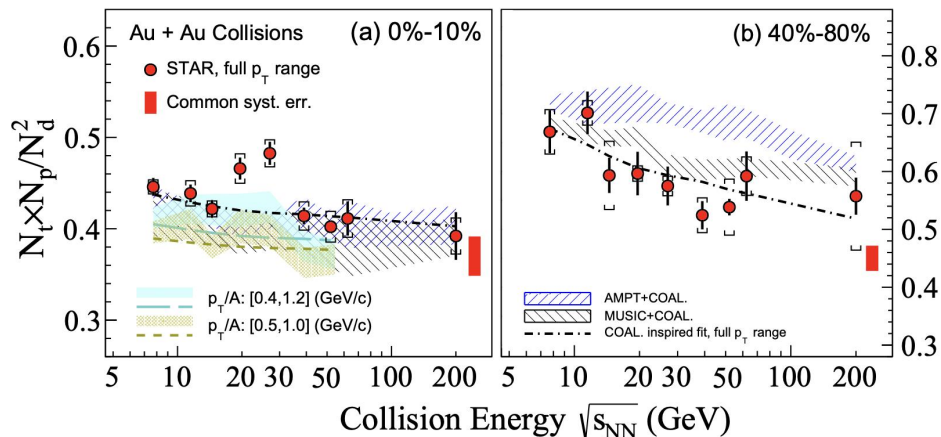 Au + Au Collisions
(a) 0%-10%
STAR, full p_T range
Common syst. err.
p_T/A: [0.4,1.2] (GeV/c)
p_T/A: [0.5,1.0] (GeV/c)
N_t×N_p/N_d^2
0.6
0.5
0.4
0.3
5 10 20 30 50 100 200
(b) 40%-80%
AMPT+COAL.
MUSIC+COAL.
COAL. inspired fit, full p_T range
0.8
0.7
0.6
0.5
0.4
0.3
5 10 20 30 50 100 200
Collision Energy √s_NN (GeV)